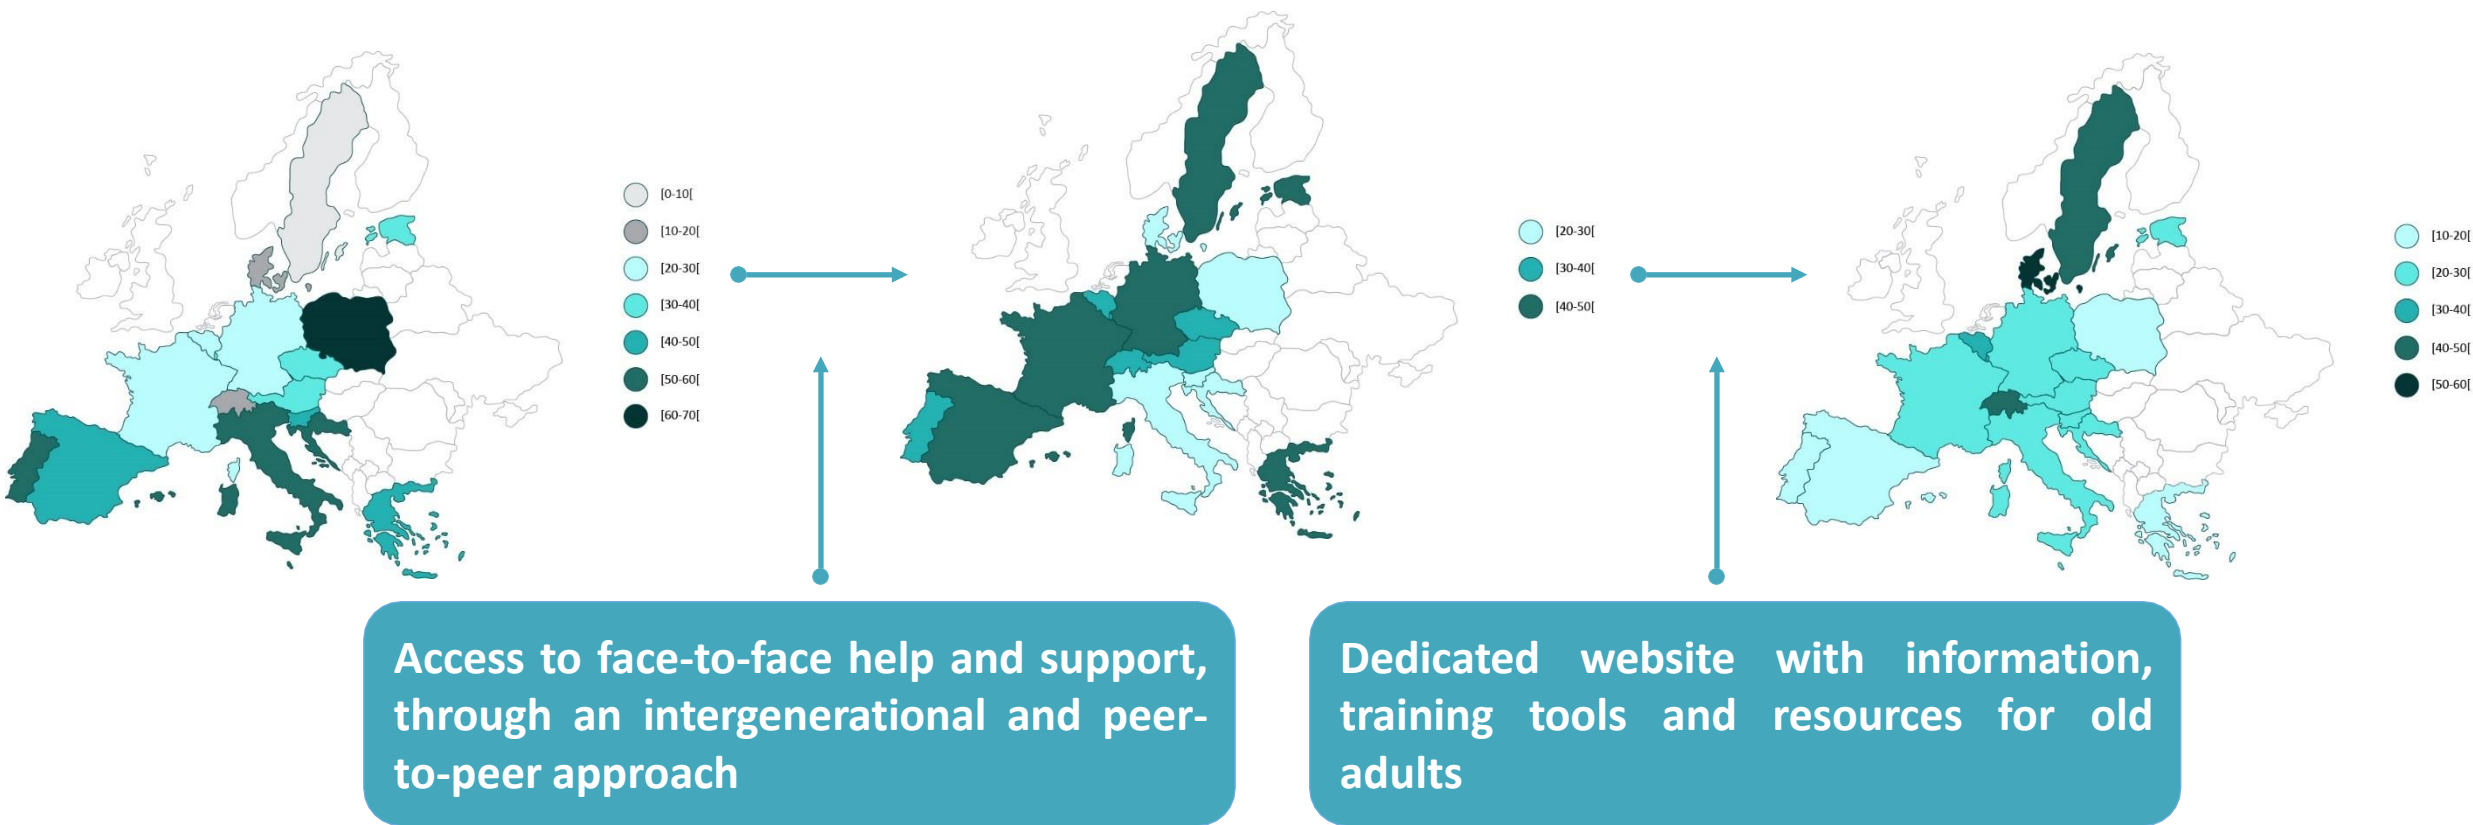 [0-10[
[10-20[
[20-30[
[30-40[
[40-50[
[50-60[
[60-70[
[20-30[
[30-40[
[40-50[
[10-20[
[20-30[
[30-40[
[40-50[
[50-60[
Access to face-to-face help and support,
through an intergenerational and peer-
to-peer approach
Dedicated website with information,
training tools and resources for old
adults